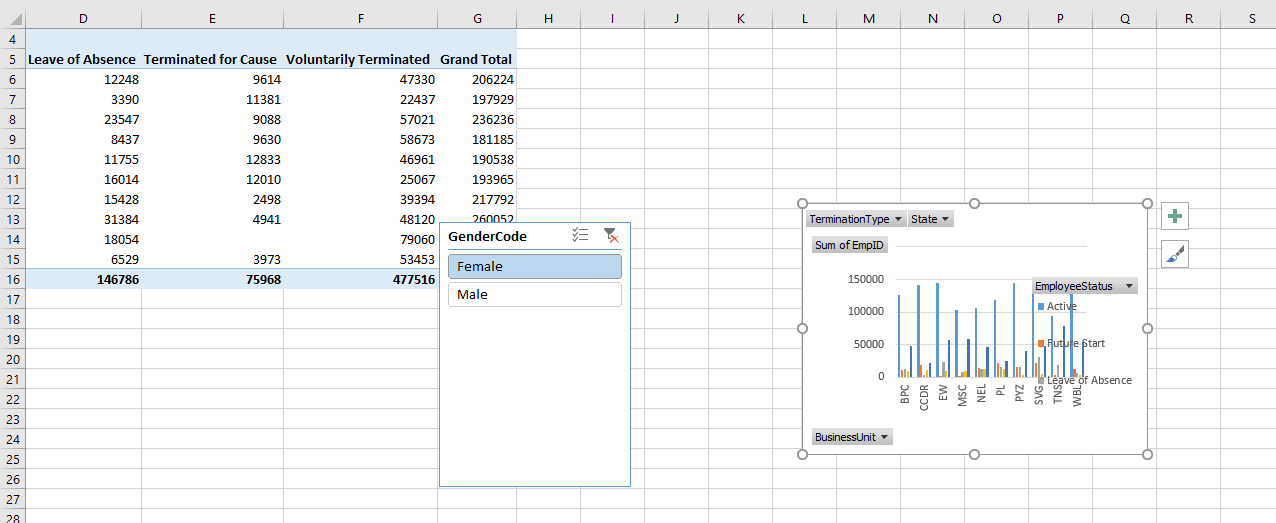 D E F G H I J K L M N O P Q R S
4
5 Leave of Absence Terminated for Cause Voluntarily Terminated Grand Total
6 12248 9614 47330 206224
7 3390 11381 22437 197929
8 23547 9088 57021 236236
9 8437 9630 58673 181185
10 11755 12833 46961 190538
11 16014 12010 25067 193965
12 15428 2498 39394 217792
13 31384 4941 48120 260052
14 18054 79060
15 6529 3973 53453
16 146786 75968 477516
17
18
19
20
21
22
23
24
25
26
27
28
GenderCode
Female
Male
TerminationType State
Sum of EmpID
150000
100000
50000
0
BPC CCDR EW MSC NEL PL PYZ SVG TNS WBL
EmployeeStatus
Active
Future Start
Leave of Absence
BusinessUnit